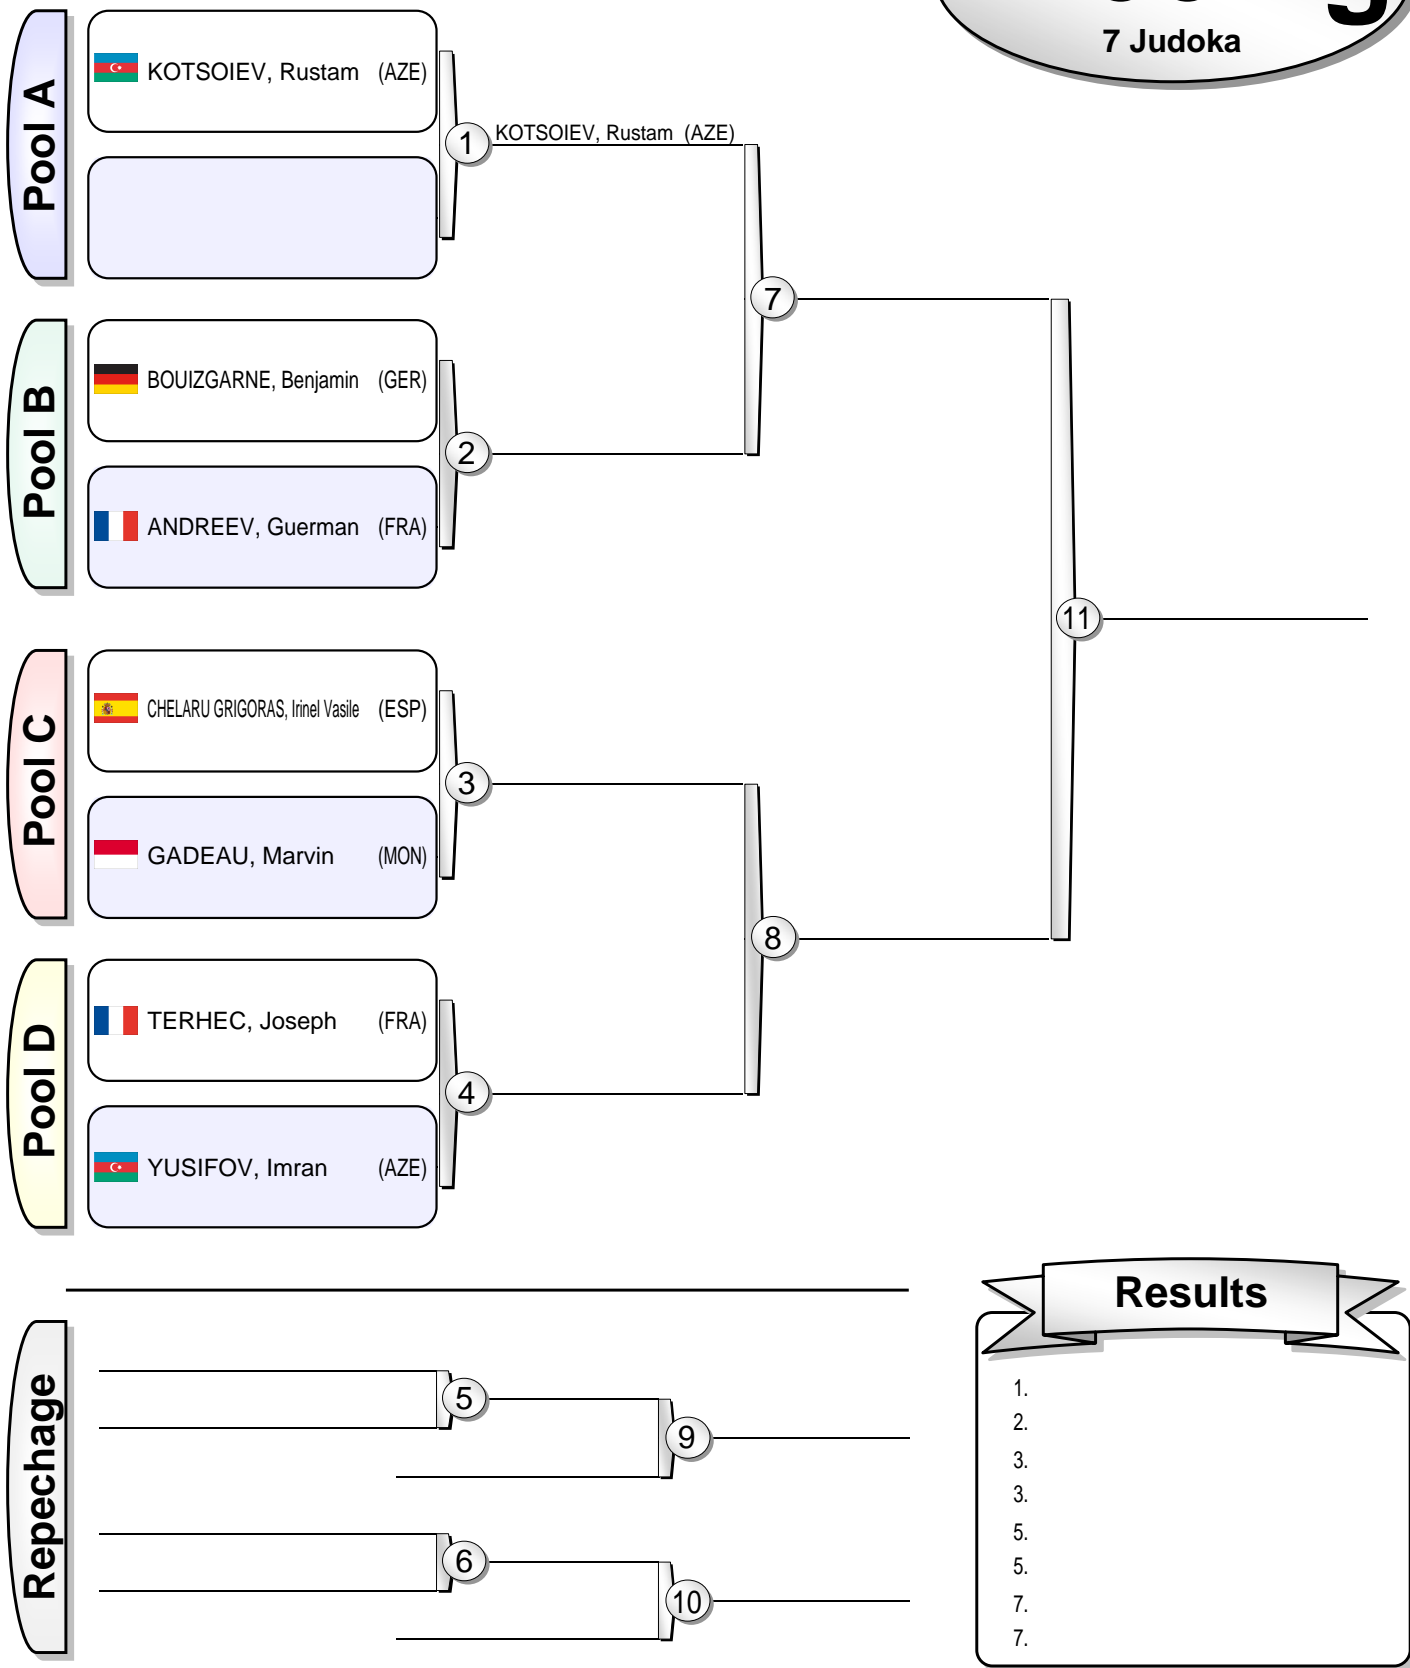 7 Judoka
Pool A
KOTSOIEV, Rustam (AZE)
1
KOTSOIEV, Rustam (AZE)
7
Pool B
BOUIZGARNE, Benjamin (GER)
2
ANDREEV, Guerman (FRA)
11
Pool C
CHELARU GRIGORAS, Irinel Vasile (ESP)
3
GADEAU, Marvin (MON)
8
Pool D
TERHEC, Joseph (FRA)
4
YUSIFOV, Imran (AZE)
Repechage
5
9
6
10
Results
1.
2.
3.
3.
5.
5.
7.
7.